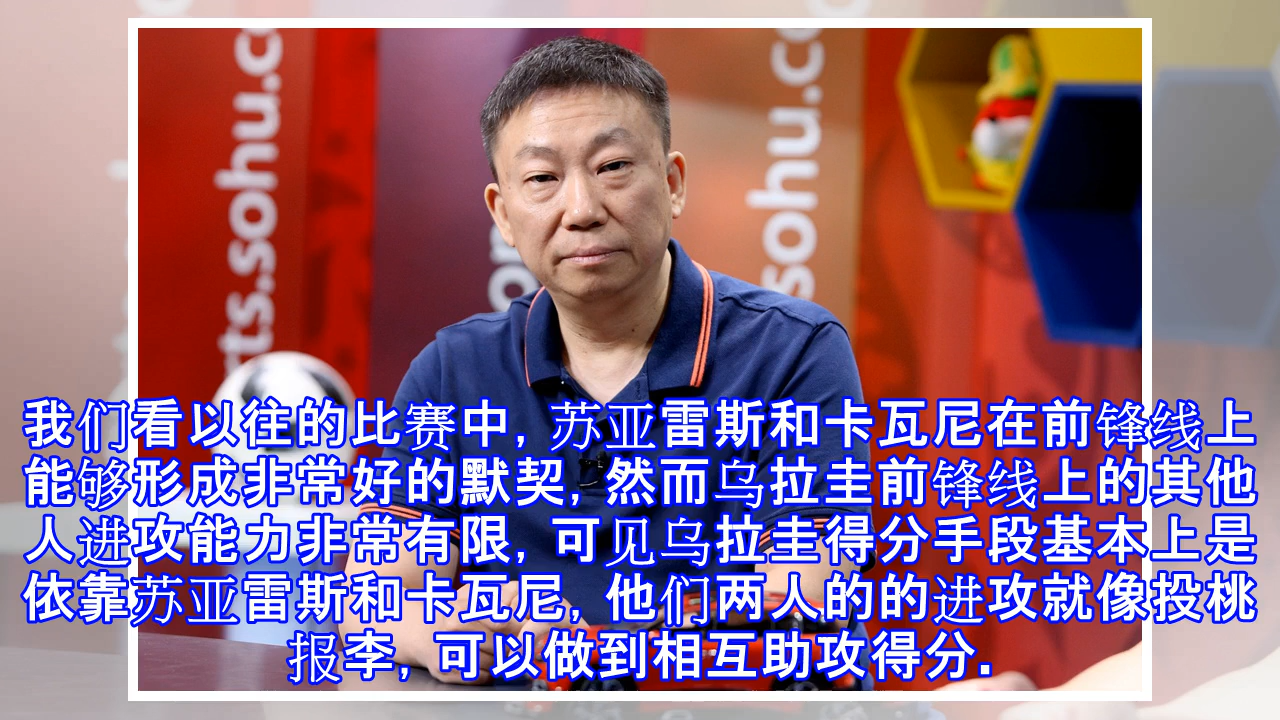 sports.sohu.co
.sohu.co
我们看以往的比赛中,苏亚雷斯和卡瓦尼在前锋线上
能够形成非常好的默契,然而乌拉圭前锋线上的其他
人进攻能力非常有限,可见乌拉圭得分手段基本上是
依靠苏亚雷斯和卡瓦尼,他们两人的的进攻就像投桃
报李,可以做到相互助攻得分.